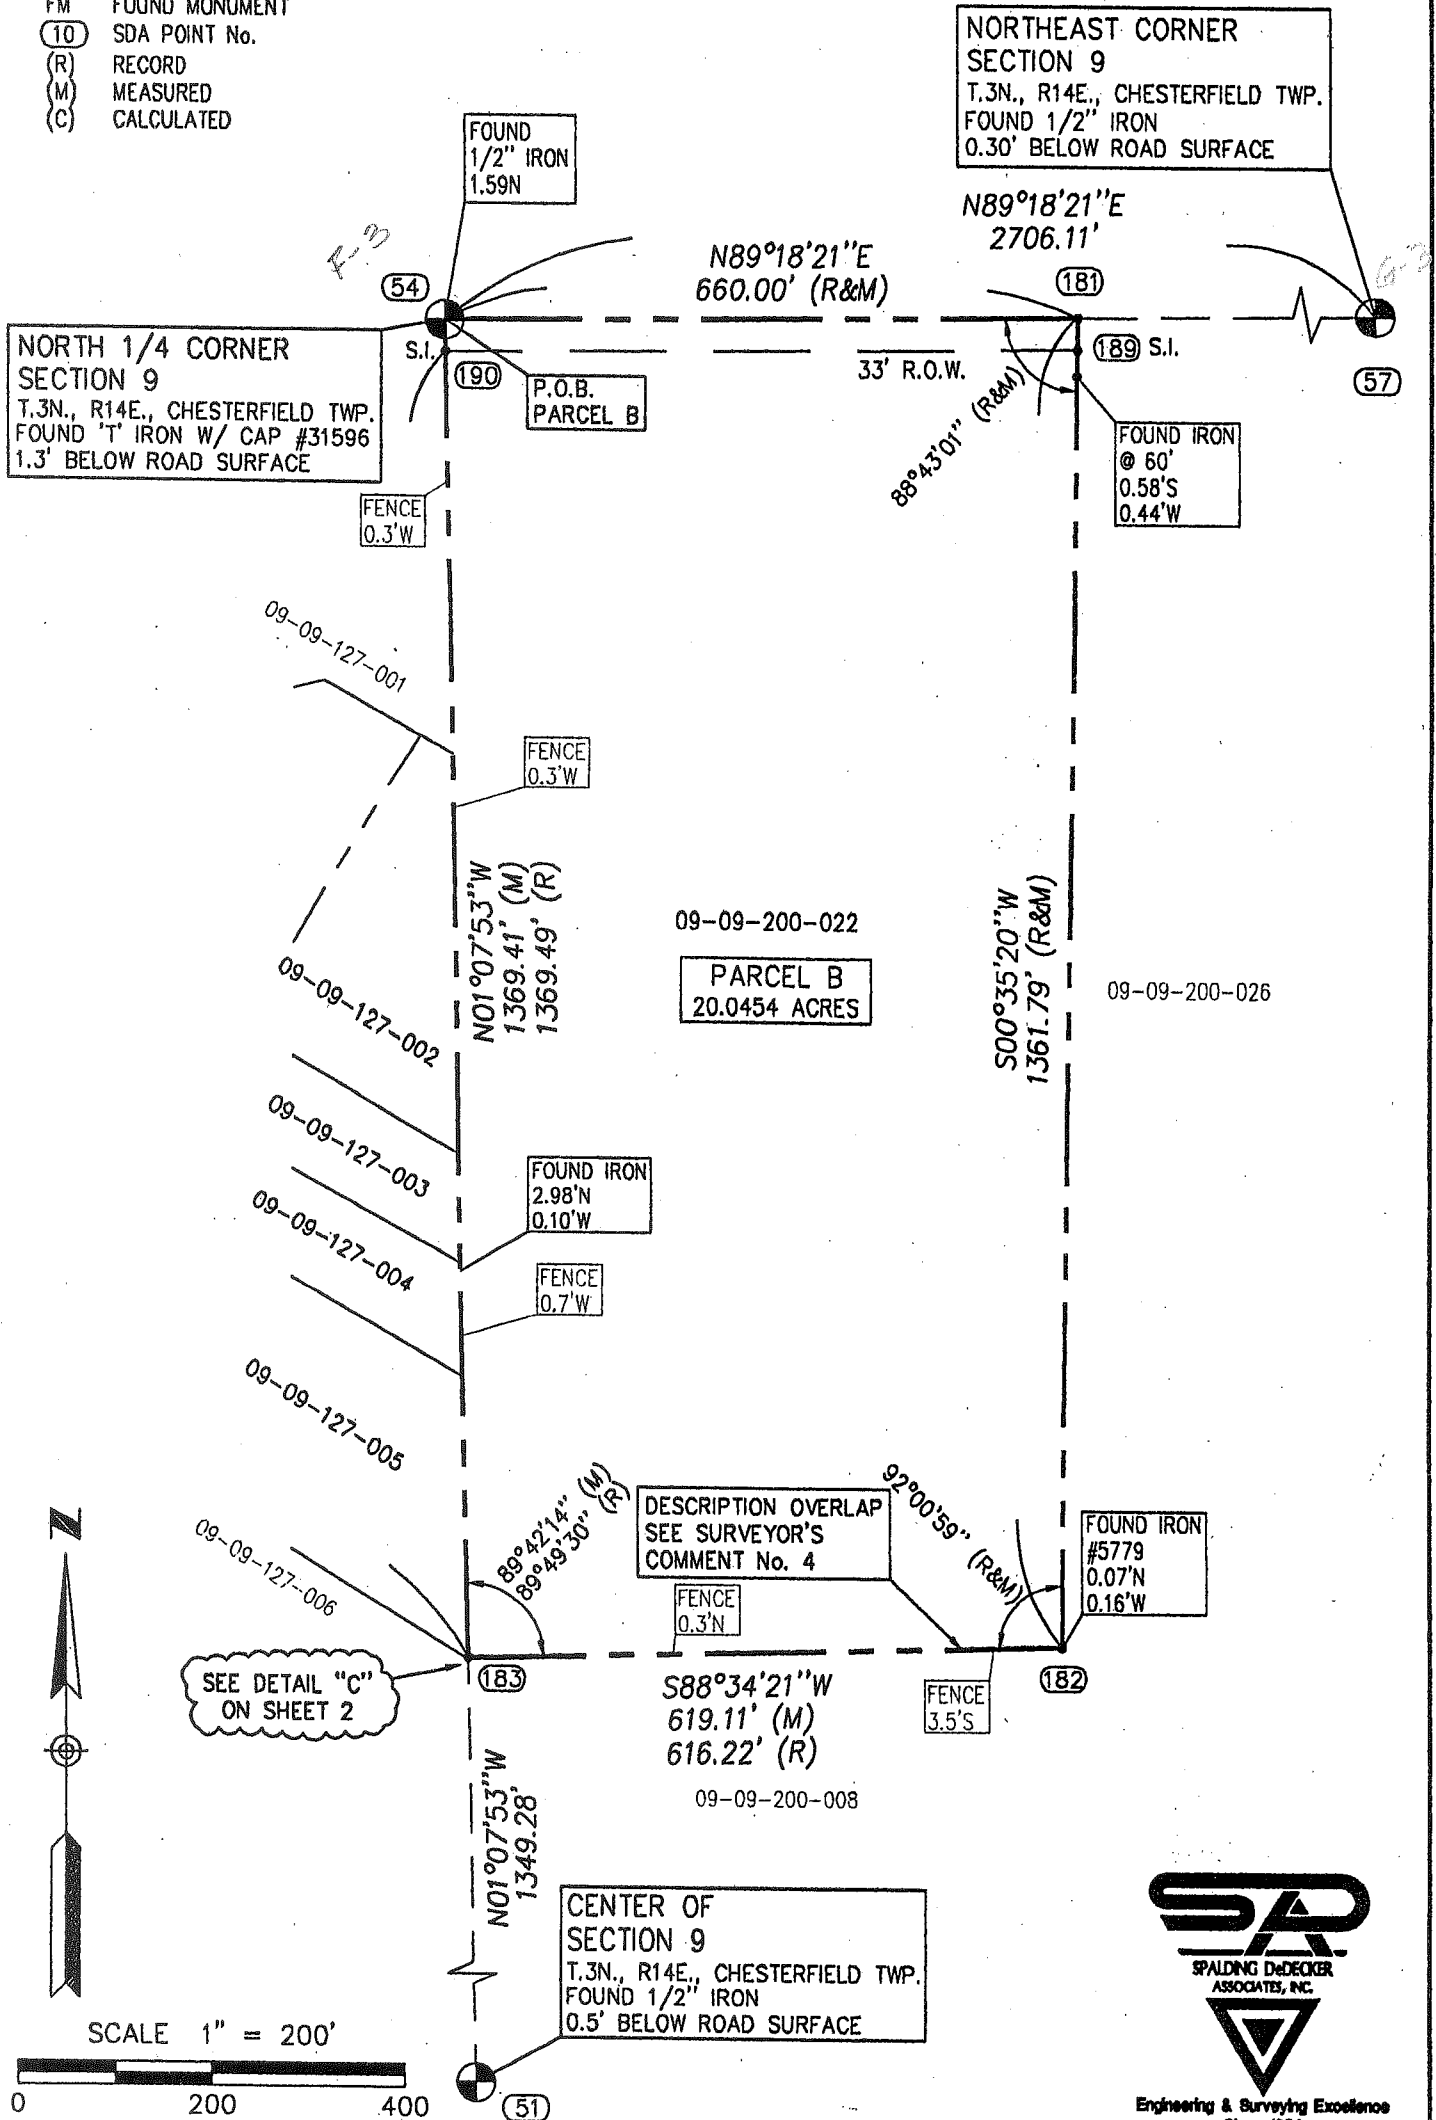 FM FOUND MONUMENT
10 SDA POINT No.
(R) RECORD
(M) MEASURED
(C) CALCULATED
NORTHEAST CORNER
SECTION 9
T.3N., R14E., CHESTERFIELD TWP.
FOUND 1/2" IRON
0.30' BELOW ROAD SURFACE
FOUND
1/2" IRON
1.59N
N89°18'21"E
2706.11'
F-3
N89°18'21"E
660.00' (R&M)
G-3
54
181
NORTH 1/4 CORNER
SECTION 9
T.3N., R14E., CHESTERFIELD TWP.
FOUND 'T' IRON W/ CAP #31596
1.3' BELOW ROAD SURFACE
S.I.
190
P.O.B.
PARCEL B
33' R.O.W.
189 S.I.
57
88°43'01" (R&M)
FOUND IRON
@ 60'
0.58'S
0.44'W
FENCE
0.3'W
09-09-127-001
FENCE
0.3'W
N01°07'53"W
1369.41' (M)
1369.49' (R)
09-09-200-022
PARCEL B
20.0454 ACRES
S00°35'20"W
1361.79' (R&M)
09-09-200-026
09-09-127-002
09-09-127-003
FOUND IRON
2.98'N
0.10'W
09-09-127-004
FENCE
0.7'W
09-09-127-005
89°42'14" (M)
89°49'30" (R)
DESCRIPTION OVERLAP
SEE SURVEYOR'S
COMMENT No. 4
92°00'59" (R&M)
FOUND IRON
#5779
0.07'N
0.16'W
09-09-127-006
FENCE
0.3'N
SEE DETAIL "C"
ON SHEET 2
183
S88°34'21"W
619.11' (M)
616.22' (R)
FENCE
3.5'S
182
N
N01°07'53"W
1349.28'
09-09-200-008
CENTER OF
SECTION 9
T.3N., R14E., CHESTERFIELD TWP.
FOUND 1/2" IRON
0.5' BELOW ROAD SURFACE
SCALE 1" = 200'
0 200 400
51
SPALDING DeDECKER
ASSOCIATES, INC.
Engineering & Surveying Excellence